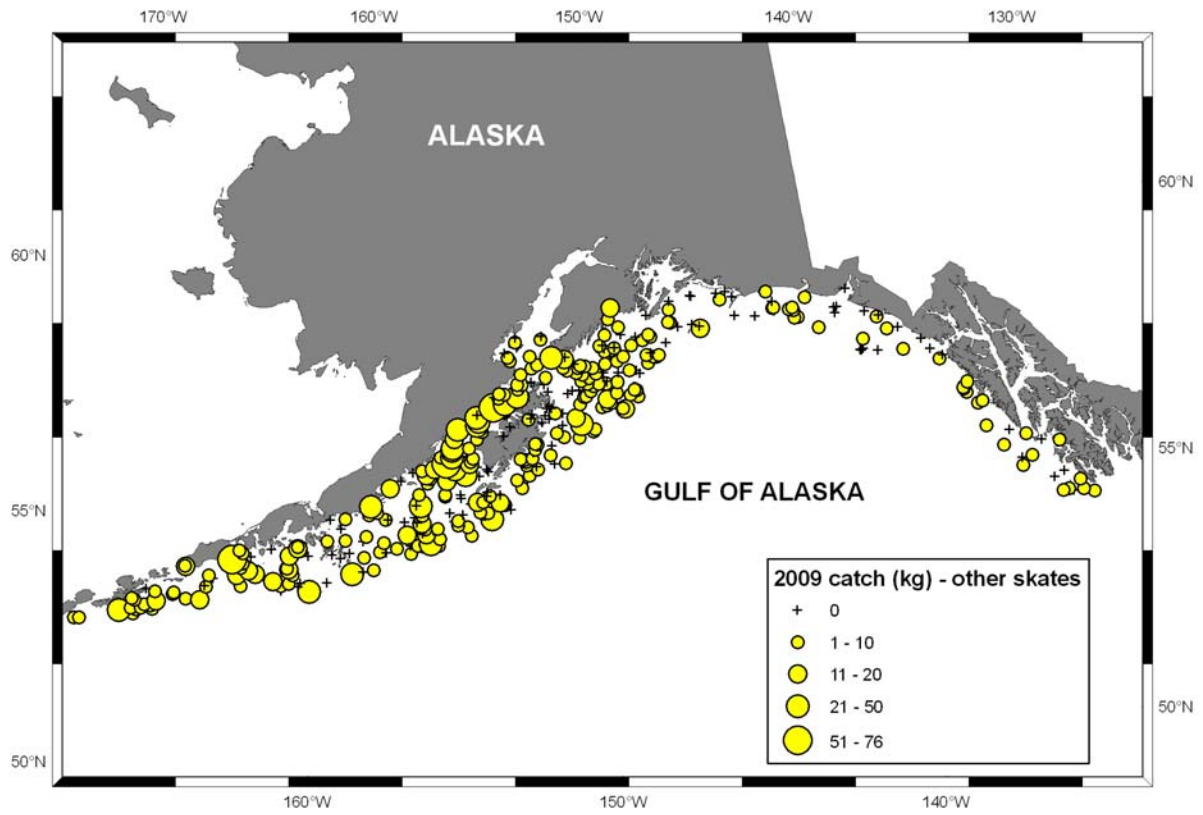 170°W 160°W 150°W 140°W 130°W
ALASKA
60°N
60°N
55°N
GULF OF ALASKA
55°N
2009 catch (kg) - other skates
0
1 - 10
11 - 20
21 - 50
51 - 76
50°N
50°N
160°W 150°W 140°W